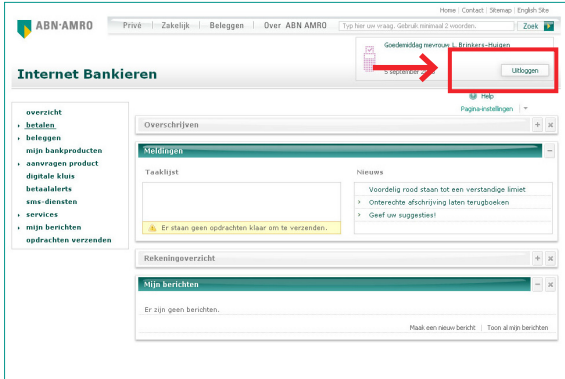 Home | Contact | Sitemap | English Site
ABN·AMRO
Privé | Zakelijk | Beleggen | Over ABN AMRO
Typ hier uw vraag. Gebruik minimaal 2 woorden.
Zoek
Goedemiddag mevrouw L. Brinkers-Huigen
Internet Bankieren
5 september
Uitloggen
Help
Pagina-instellingen
overzicht
betalen
beleggen
mijn bankproducten
aanvragen product
digitale kluis
betaalalerts
sms-diensten
services
mijn berichten
opdrachten verzenden
Overschrijven
Meldingen
Taaklijst
Er staan geen opdrachten klaar om te verzenden.
Nieuws
Voordelig rood staan tot een verstandige limiet
Onterechte afschrijving laten terugboeken
Geef uw suggesties!
Rekeningoverzicht
Mijn berichten
Er zijn geen berichten.
Maak een nieuw bericht | Toon al mijn berichten